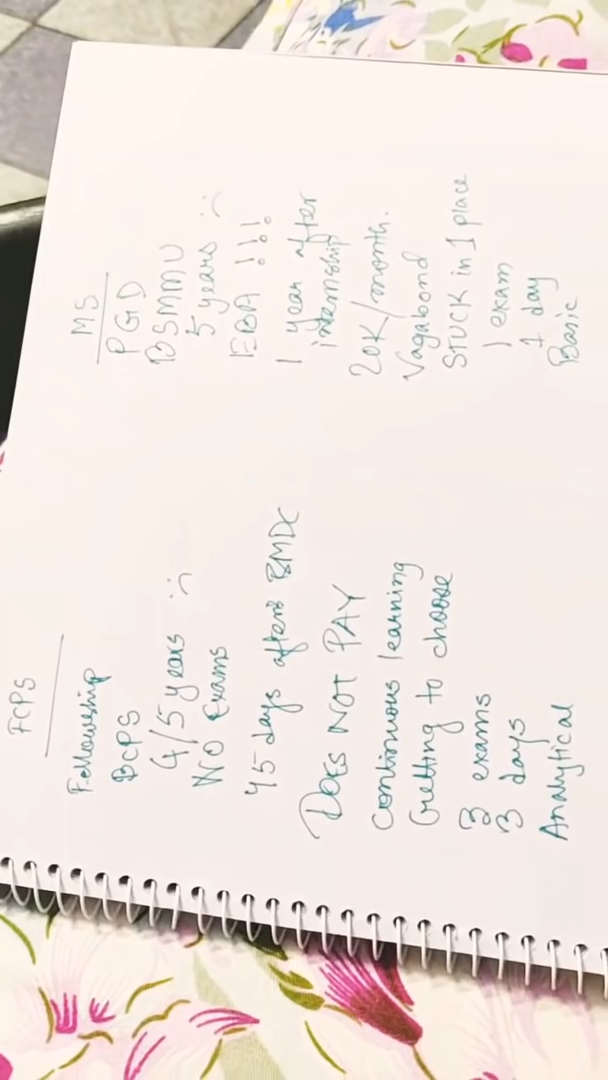 FCPS
Fellowship
BCPS
4/5 years :)
NO Exams
45 days after BMDC
DOES NOT PAY
Continuous learning
Getting to choose
3 exams
3 days
Analytical
MS
PGD
BSMMU
5 years :)
EBA !!!
1 year after
internship
20K/month.
Vagabond
STUCK in 1 place
1 exam
1 day
Basic